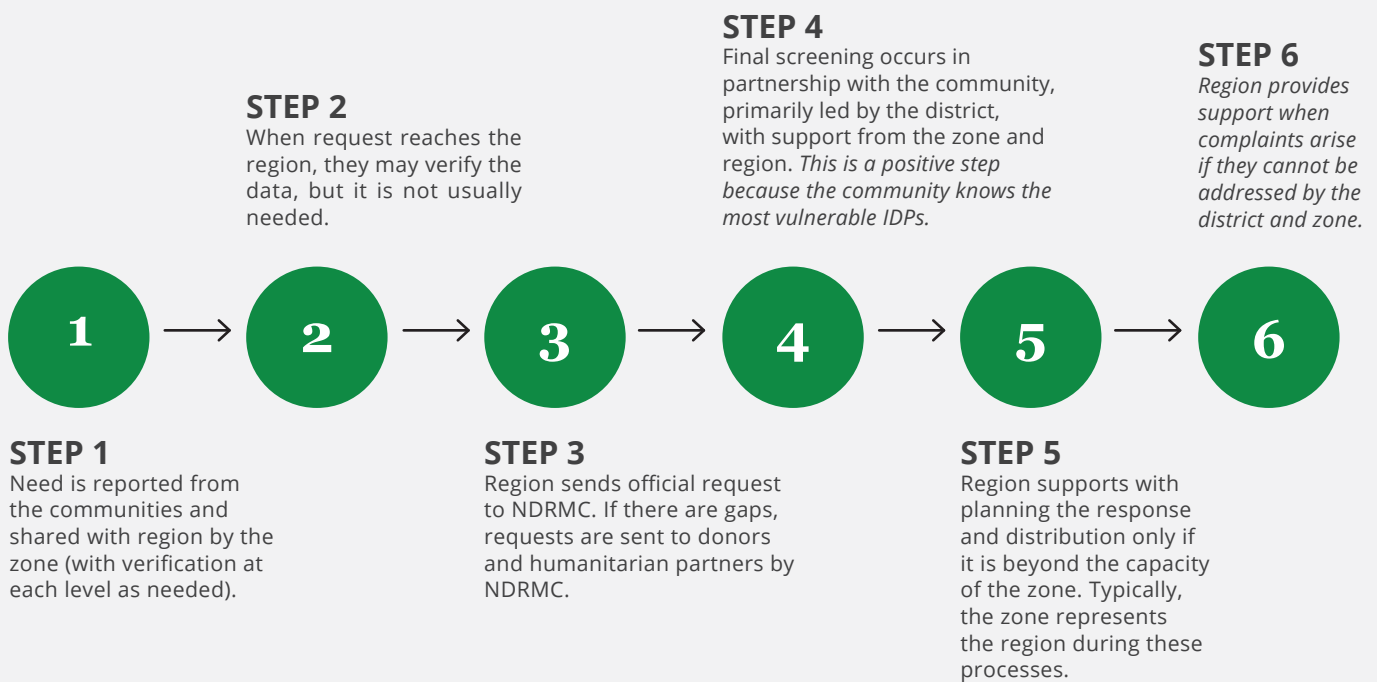 STEP 1
Need is reported from
the communities and
shared with region by the
zone (with verification at
each level as needed).
STEP 2
When request reaches the
region, they may verify the
data, but it is not usually
needed.
STEP 3
Region sends official request
to NDRMC. If there are gaps,
requests are sent to donors
and humanitarian partners by
NDRMC.
STEP 4
Final screening occurs in
partnership with the community,
primarily led by the district,
with support from the zone and
region. This is a positive step
because the community knows the
most vulnerable IDPs.
STEP 5
Region supports with
planning the response
and distribution only if
it is beyond the capacity
of the zone. Typically,
the zone represents
the region during these
processes.
STEP 6
Region provides
support when
complaints arise
if they cannot be
addressed by the
district and zone.
1
2
3
4
5
6